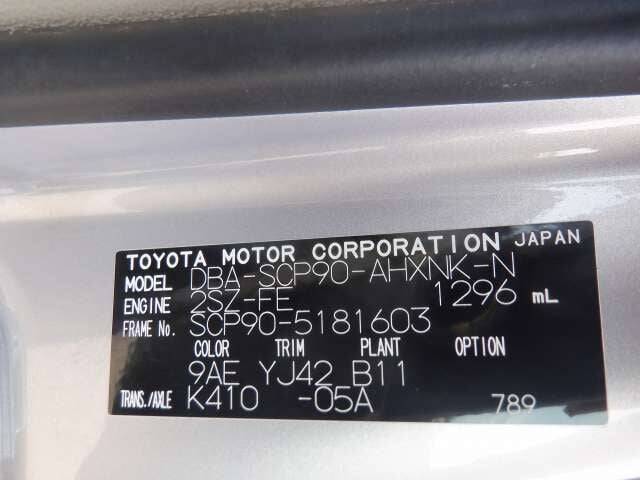 TOYOTA MOTOR CORPORATION JAPAN
MODEL DBA-SCP90-AHXNK-N
ENGINE 2SZ-FE 1296 mL
FRAME No. SCP90-5181603
COLOR TRIM PLANT OPTION
9AE YJ42 B11
TRANS./AXLE K410 -05A 789